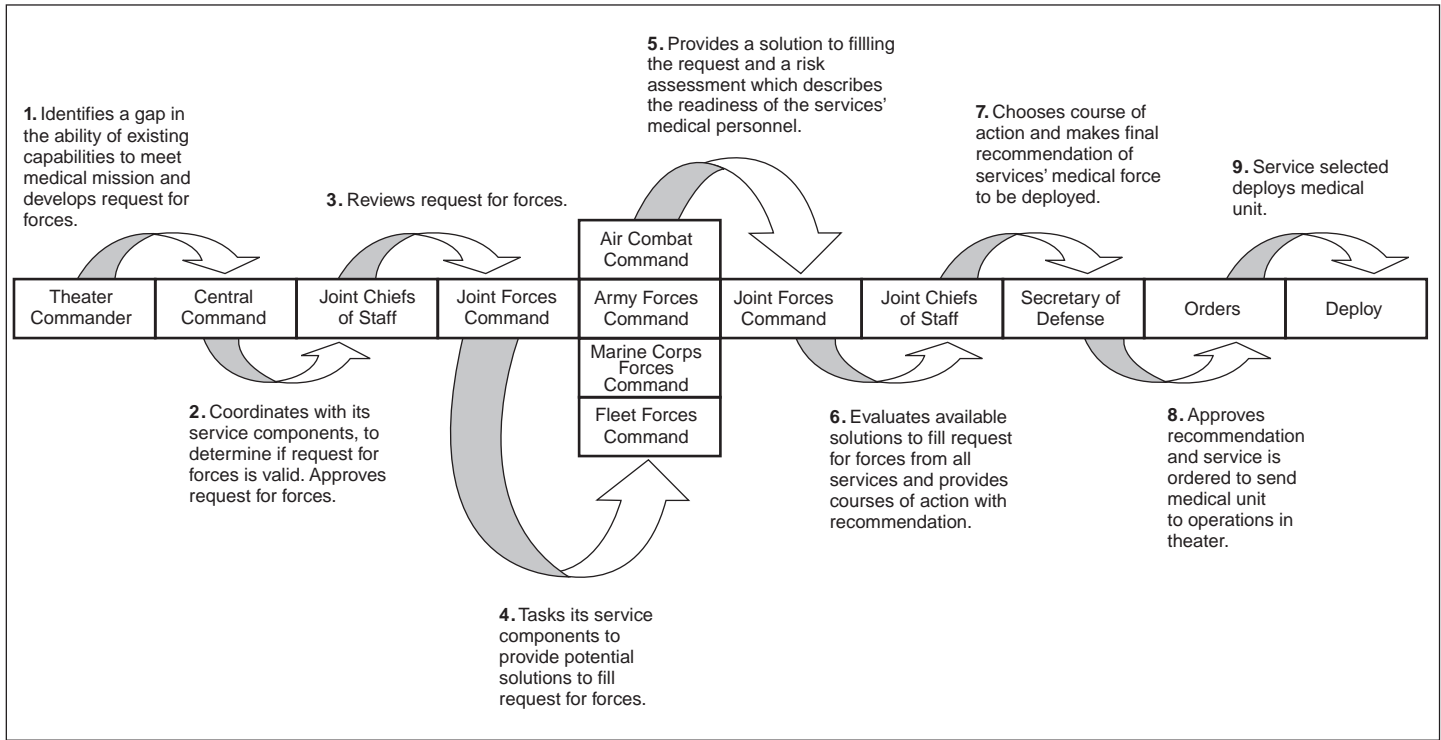 5. Provides a solution to fillling
the request and a risk
assessment which describes
the readiness of the services’
medical personnel.
1. Identifies a gap in
the ability of existing
capabilities to meet
medical mission and
develops request for
forces.
3. Reviews request for forces.
7. Chooses course of
action and makes final
recommendation of
services’ medical force
to be deployed.
9. Service selected
deploys medical
unit.
Air Combat
Command
Theater
Commander
Central
Command
Joint Chiefs
of Staff
Joint Forces
Command
Army Forces
Command
Joint Forces
Command
Joint Chiefs
of Staff
Secretary of
Defense
Orders
Deploy
Marine Corps
Forces
Command
Fleet Forces
Command
2. Coordinates with its
service components, to
determine if request for
forces is valid. Approves
request for forces.
4. Tasks its service
components to
provide potential
solutions to fill
request for forces.
6. Evaluates available
solutions to fill request
for forces from all
services and provides
courses of action with
recommendation.
8. Approves
recommendation
and service is
ordered to send
medical unit
to operations in
theater.